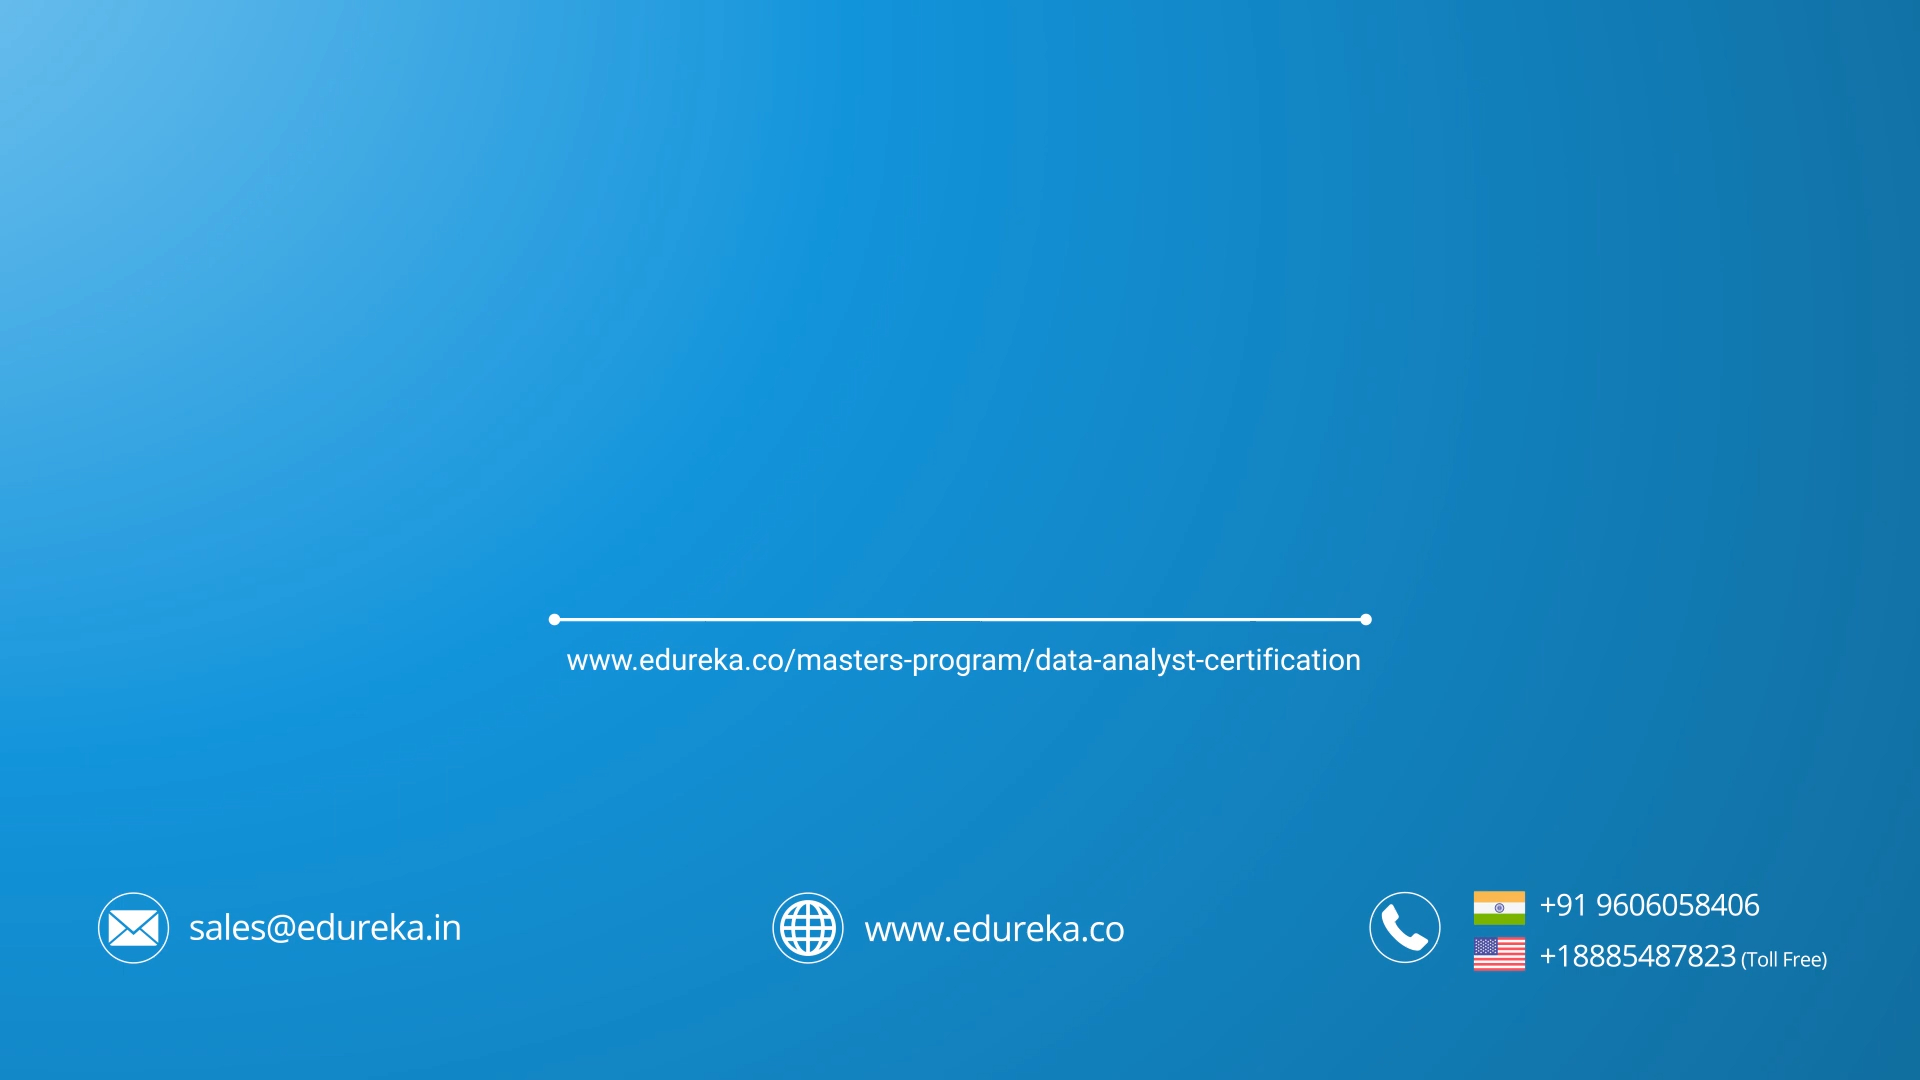 www.edureka.co/masters-program/data-analyst-certification
sales@edureka.in
www.edureka.co
+91 9606058406
+18885487823 (Toll Free)